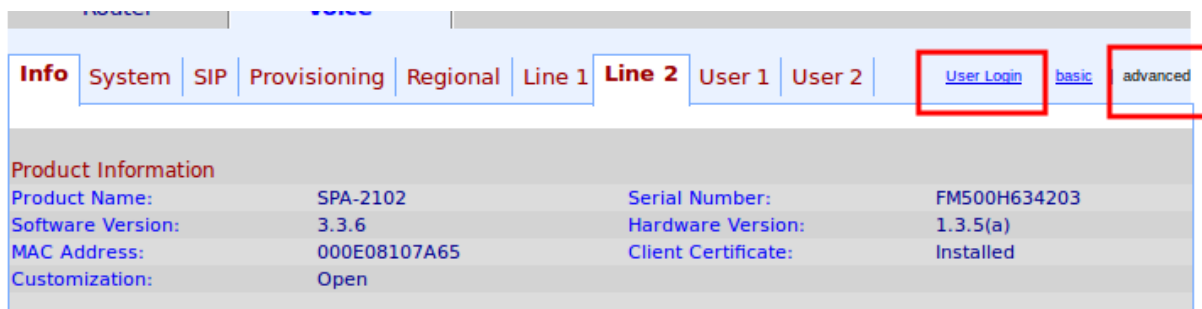 Router Voice
Info System SIP Provisioning Regional Line 1 Line 2 User 1 User 2 User Login basic | advanced
Product Information
Product Name: SPA-2102 Serial Number: FM500H634203
Software Version: 3.3.6 Hardware Version: 1.3.5(a)
MAC Address: 000E08107A65 Client Certificate: Installed
Customization: Open